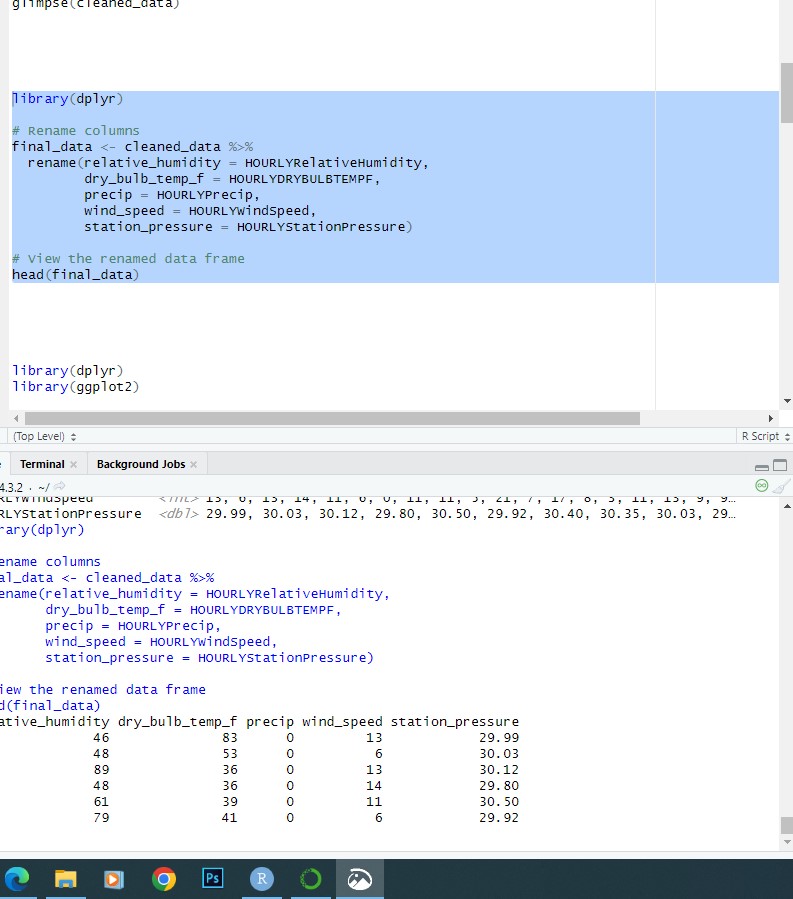 glimpse(cleaned_data)
library(dplyr)
# Rename columns
final_data <- cleaned_data %>%
rename(relative_humidity = HOURLYRelativeHumidity,
dry_bulb_temp_f = HOURLYDRYBULBTEMPF,
precip = HOURLYPrecip,
wind_speed = HOURLYWindSpeed,
station_pressure = HOURLYStationPressure)
# View the renamed data frame
head(final_data)
library(dplyr)
library(ggplot2)
(Top Level)
R Script
Terminal × Background Jobs ×
4.3.2 · ~/
RLYWindSpeed <int> 13, 6, 13, 14, 11, 6, 0, 11, 11, 5, 21, 7, 17, 8, 3, 11, 13, 9, 9…
RLYStationPressure <dbl> 29.99, 30.03, 30.12, 29.80, 30.50, 29.92, 30.40, 30.35, 30.03, 29…
rary(dplyr)
ename columns
al_data <- cleaned_data %>%
ename(relative_humidity = HOURLYRelativeHumidity,
dry_bulb_temp_f = HOURLYDRYBULBTEMPF,
precip = HOURLYPrecip,
wind_speed = HOURLYWindSpeed,
station_pressure = HOURLYStationPressure)
iew the renamed data frame
d(final_data)
ative_humidity dry_bulb_temp_f precip wind_speed station_pressure
46 83 0 13 29.99
48 53 0 6 30.03
89 36 0 13 30.12
48 36 0 14 29.80
61 39 0 11 30.50
79 41 0 6 29.92
Ps
R